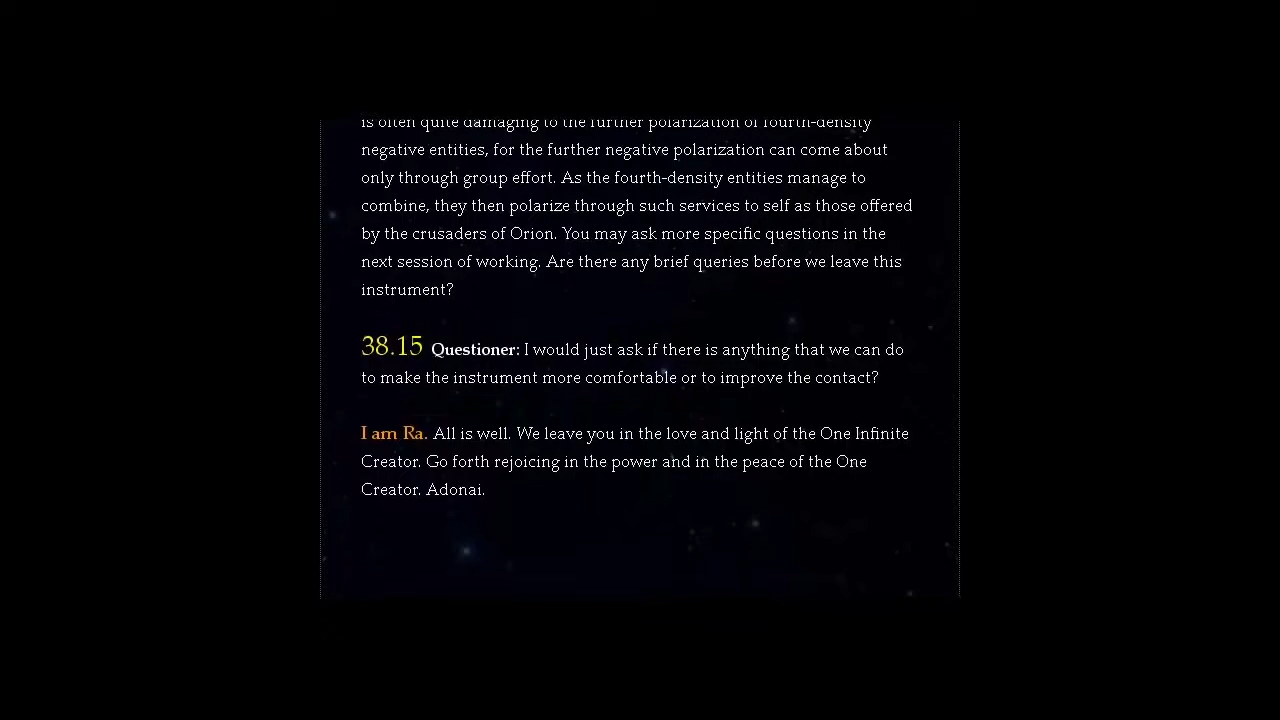 is often quite damaging to the further polarization of fourth-density
negative entities, for the further negative polarization can come about
only through group effort. As the fourth-density entities manage to
combine, they then polarize through such services to self as those offered
by the crusaders of Orion. You may ask more specific questions in the
next session of working. Are there any brief queries before we leave this
instrument?
38.15 Questioner: I would just ask if there is anything that we can do
to make the instrument more comfortable or to improve the contact?
I am Ra. All is well. We leave you in the love and light of the One Infinite
Creator. Go forth rejoicing in the power and in the peace of the One
Creator. Adonai.